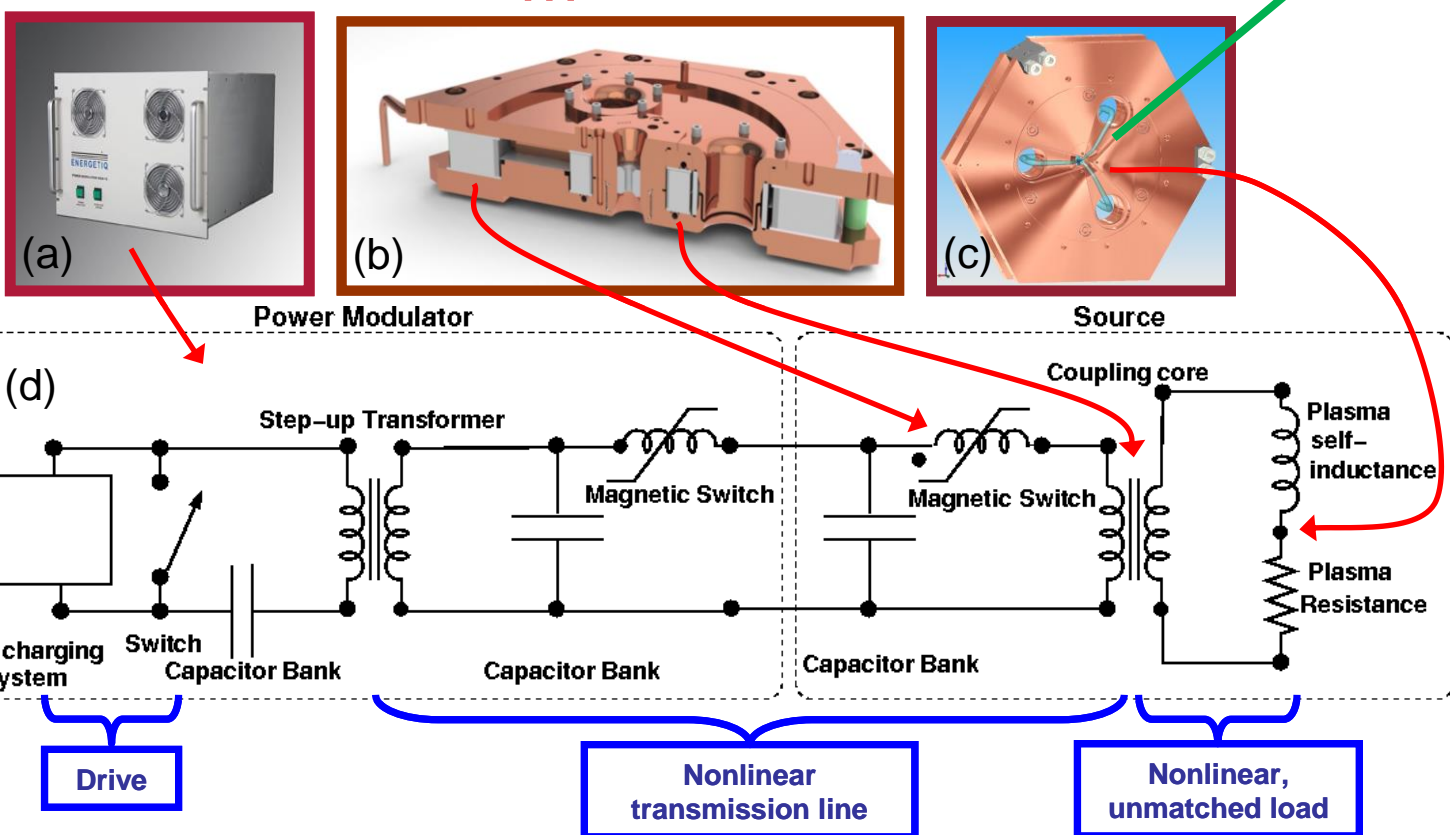 ENERGETIQ
(a)
(b)
(c)
Power Modulator
Source
(d)
Coupling core
Step-up Transformer
Plasma
self-
inductance
Magnetic Switch
Magnetic Switch
Plasma
Resistance
charging
ystem
Switch
Capacitor Bank
Capacitor Bank
Capacitor Bank
Drive
Nonlinear
transmission line
Nonlinear,
unmatched load